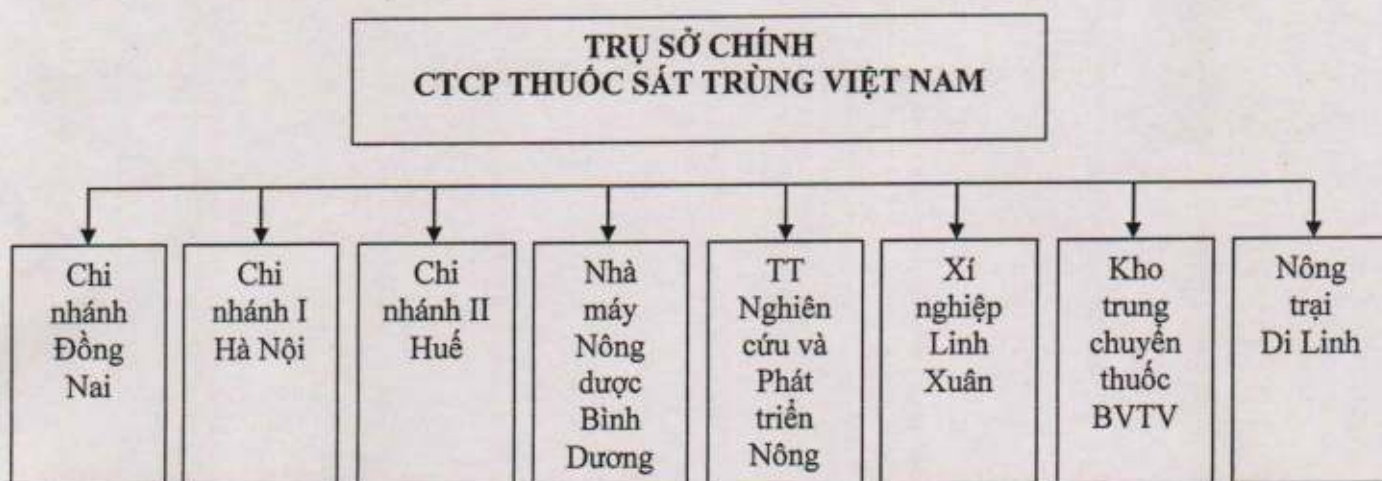 TRỤ SỞ CHÍNH
CTCP THUỐC SÁT TRÙNG VIỆT NAM
Chi
nhánh
Đồng
Nai
Chi
nhánh I
Hà Nội
Chi
nhánh II
Huế
Nhà
máy
Nông
dược
Bình
Dương
TT
Nghiên
cứu và
Phát
triển
Nông
Xí
nghiệp
Linh
Xuân
Kho
trung
chuyển
thuốc
BVTV
Nông
trại
Di Linh